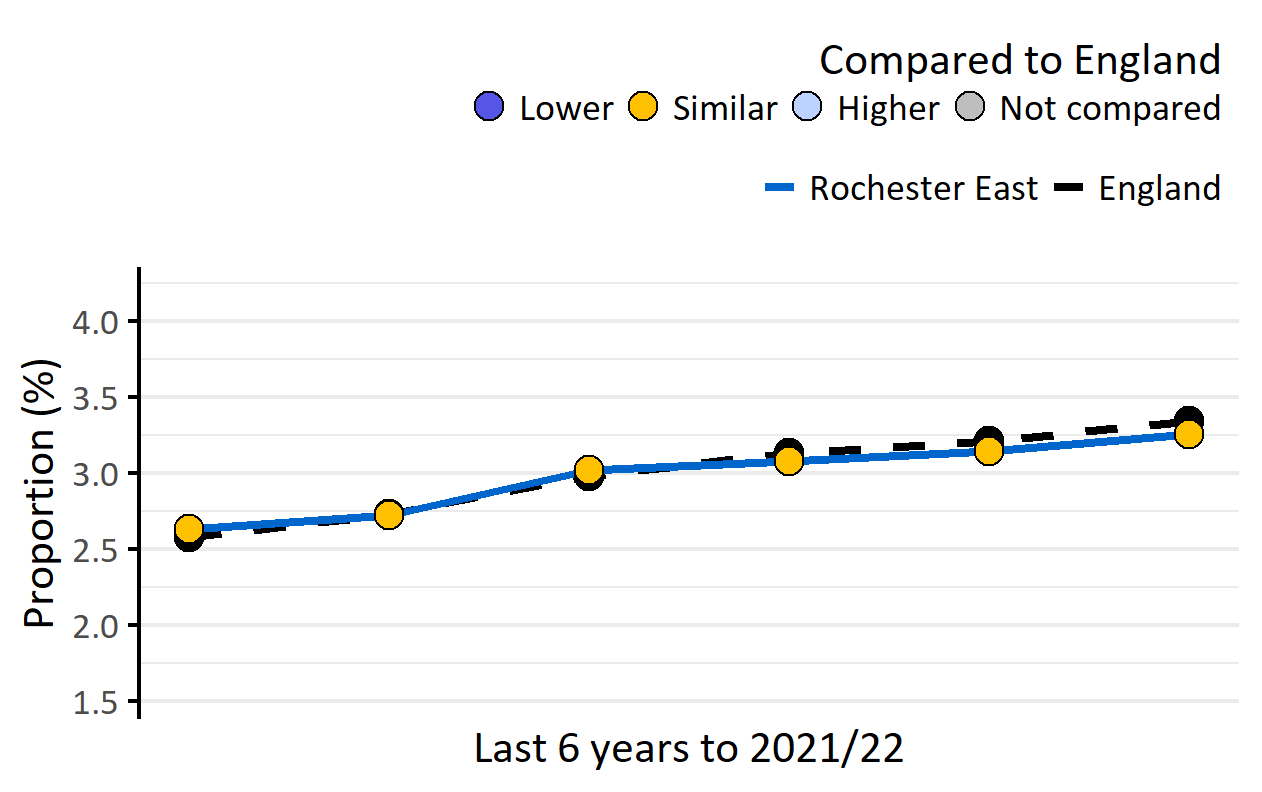 Compared to England
Lower Similar Higher Not compared
Rochester East England
Proportion (%)
4.0
3.5
3.0
2.5
2.0
1.5
Last 6 years to 2021/22